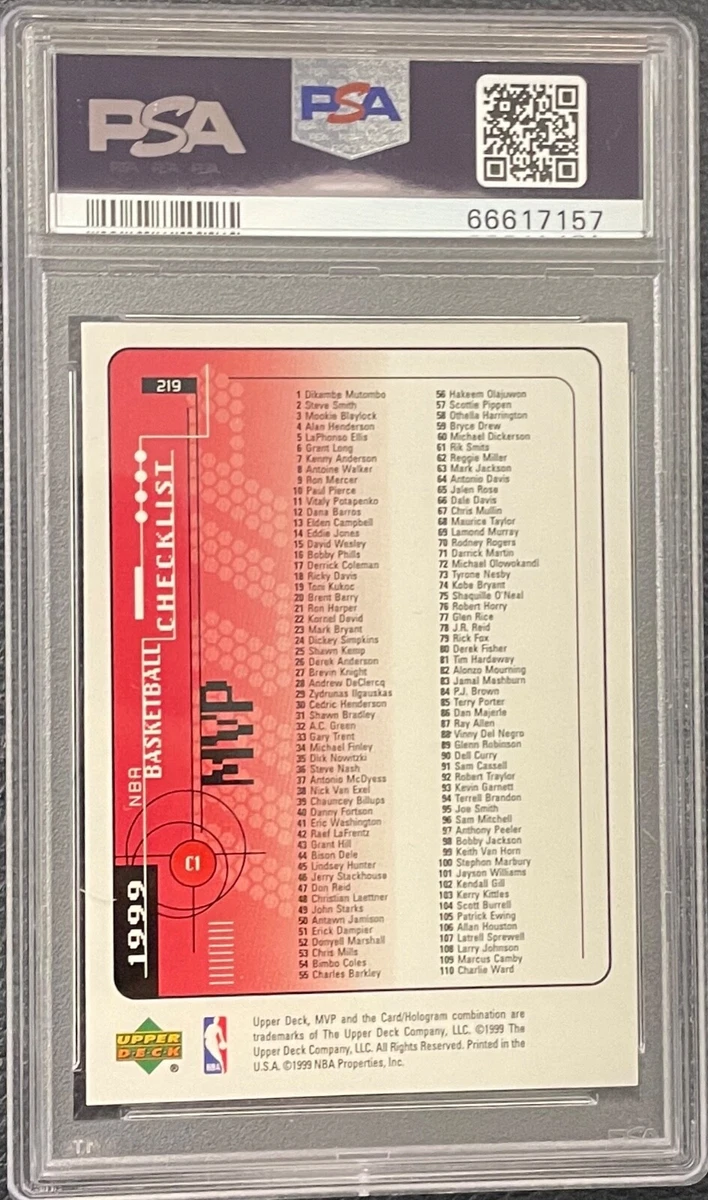 PSA
PSA
66617157
219
1999
NBA BASKETBALL
CHECKLIST
MVP
C1
1 Dikembe Mutombo
2 Steve Smith
3 Mookie Blaylock
4 Alan Henderson
5 LaPhonso Ellis
6 Grant Long
7 Kenny Anderson
8 Antoine Walker
9 Ron Mercer
10 Paul Pierce
11 Vitaly Potapenko
12 Dana Barros
13 Elden Campbell
14 Eddie Jones
15 David Wesley
16 Bobby Phills
17 Derrick Coleman
18 Ricky Davis
19 Toni Kukoc
20 Brent Barry
21 Ron Harper
22 Kornel David
23 Mark Bryant
24 Dickey Simpkins
25 Shawn Kemp
26 Derek Anderson
27 Brevin Knight
28 Andrew DeClercq
29 Zydrunas Ilgauskas
30 Cedric Henderson
31 Shawn Bradley
32 A.C. Green
33 Gary Trent
34 Michael Finley
35 Dirk Nowitzki
36 Steve Nash
37 Antonio McDyess
38 Nick Van Exel
39 Chauncey Billups
40 Danny Fortson
41 Eric Washington
42 Raef LaFrentz
43 Grant Hill
44 Bison Dele
45 Lindsey Hunter
46 Jerry Stackhouse
47 Don Reid
48 Christian Laettner
49 John Starks
50 Antawn Jamison
51 Erick Dampier
52 Donyell Marshall
53 Chris Mills
54 Bimbo Coles
55 Charles Barkley
56 Hakeem Olajuwon
57 Scottie Pippen
58 Othella Harrington
59 Bryce Drew
60 Michael Dickerson
61 Rik Smits
62 Reggie Miller
63 Mark Jackson
64 Antonio Davis
65 Jalen Rose
66 Dale Davis
67 Chris Mullin
68 Maurice Taylor
69 Lamond Murray
70 Rodney Rogers
71 Darrick Martin
72 Michael Olowokandi
73 Tyrone Nesby
74 Kobe Bryant
75 Shaquille O'Neal
76 Robert Horry
77 Glen Rice
78 J.R. Reid
79 Rick Fox
80 Derek Fisher
81 Tim Hardaway
82 Alonzo Mourning
83 Jamal Mashburn
84 P.J. Brown
85 Terry Porter
86 Dan Majerle
87 Ray Allen
88 Vinny Del Negro
89 Glenn Robinson
90 Dell Curry
91 Sam Cassell
92 Robert Traylor
93 Kevin Garnett
94 Terrell Brandon
95 Joe Smith
96 Sam Mitchell
97 Anthony Peeler
98 Bobby Jackson
99 Keith Van Horn
100 Stephon Marbury
101 Jayson Williams
102 Kendall Gill
103 Kerry Kittles
104 Scott Burrell
105 Patrick Ewing
106 Allan Houston
107 Latrell Sprewell
108 Larry Johnson
109 Marcus Camby
110 Charlie Ward
UPPER
DECK
®
NBA
Upper Deck, MVP and the Card/Hologram combination are
trademarks of The Upper Deck Company, LLC. ©1999 The
Upper Deck Company, LLC. All Rights Reserved. Printed in the
U.S.A. ©1999 NBA Properties, Inc.